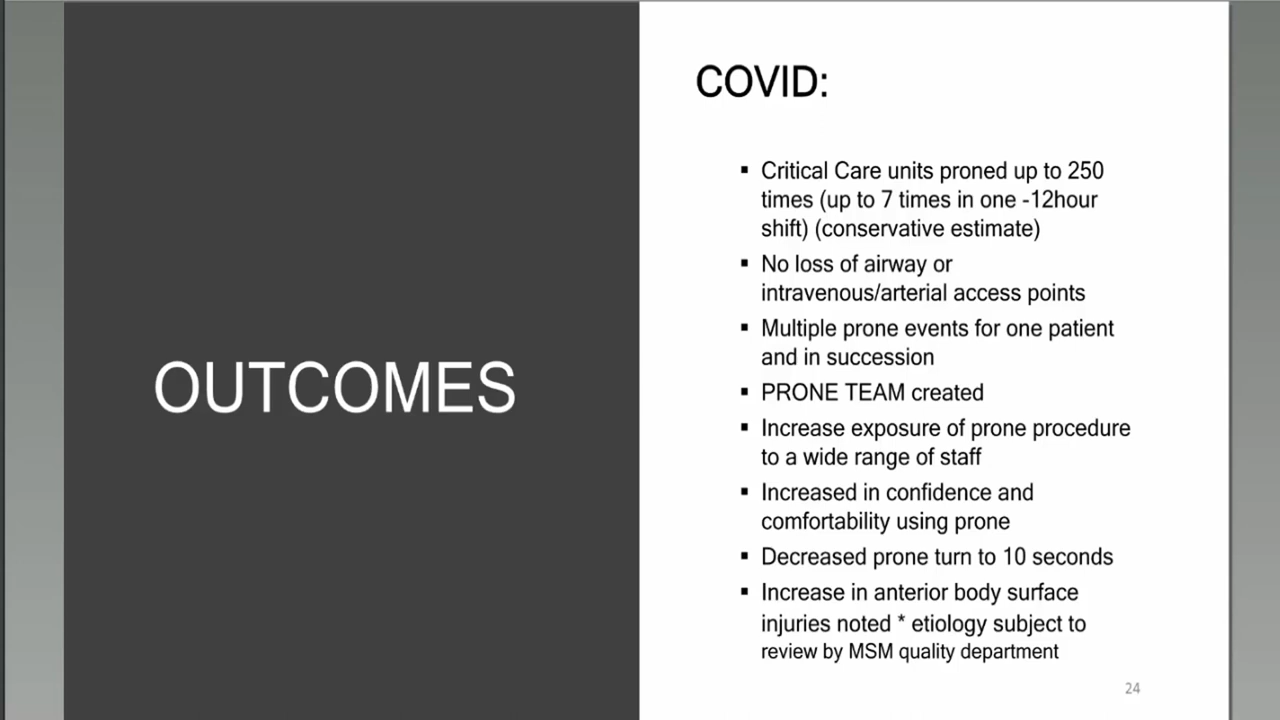 OUTCOMES
COVID:
▪ Critical Care units proned up to 250
times (up to 7 times in one -12hour
shift) (conservative estimate)
▪ No loss of airway or
intravenous/arterial access points
▪ Multiple prone events for one patient
and in succession
▪ PRONE TEAM created
▪ Increase exposure of prone procedure
to a wide range of staff
▪ Increased in confidence and
comfortability using prone
▪ Decreased prone turn to 10 seconds
▪ Increase in anterior body surface
injuries noted * etiology subject to
review by MSM quality department
24